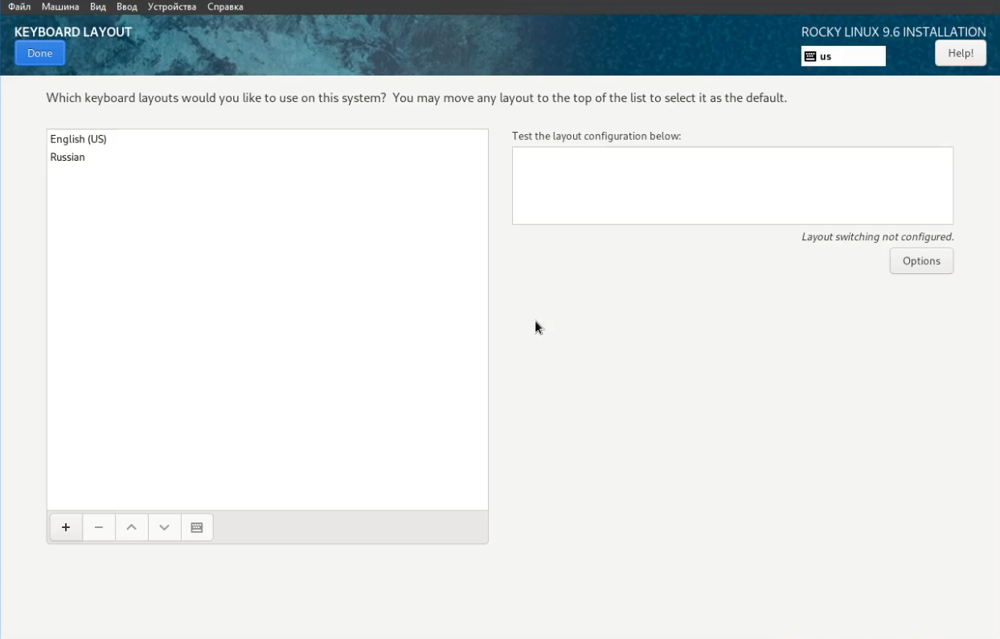 Файл Машина Вид Ввод Устройства Справка
KEYBOARD LAYOUT
ROCKY LINUX 9.6 INSTALLATION
Done
us
Help!
Which keyboard layouts would you like to use on this system? You may move any layout to the top of the list to select it as the default.
English (US)
Russian
Test the layout configuration below:
Layout switching not configured.
Options